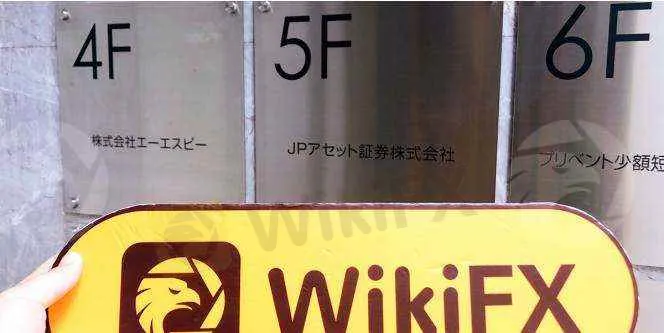 4F
5F
6F
株式会社エーエスピー
JPアセット証券株式会社
プリベント少額短
WikiFX
WikiFX